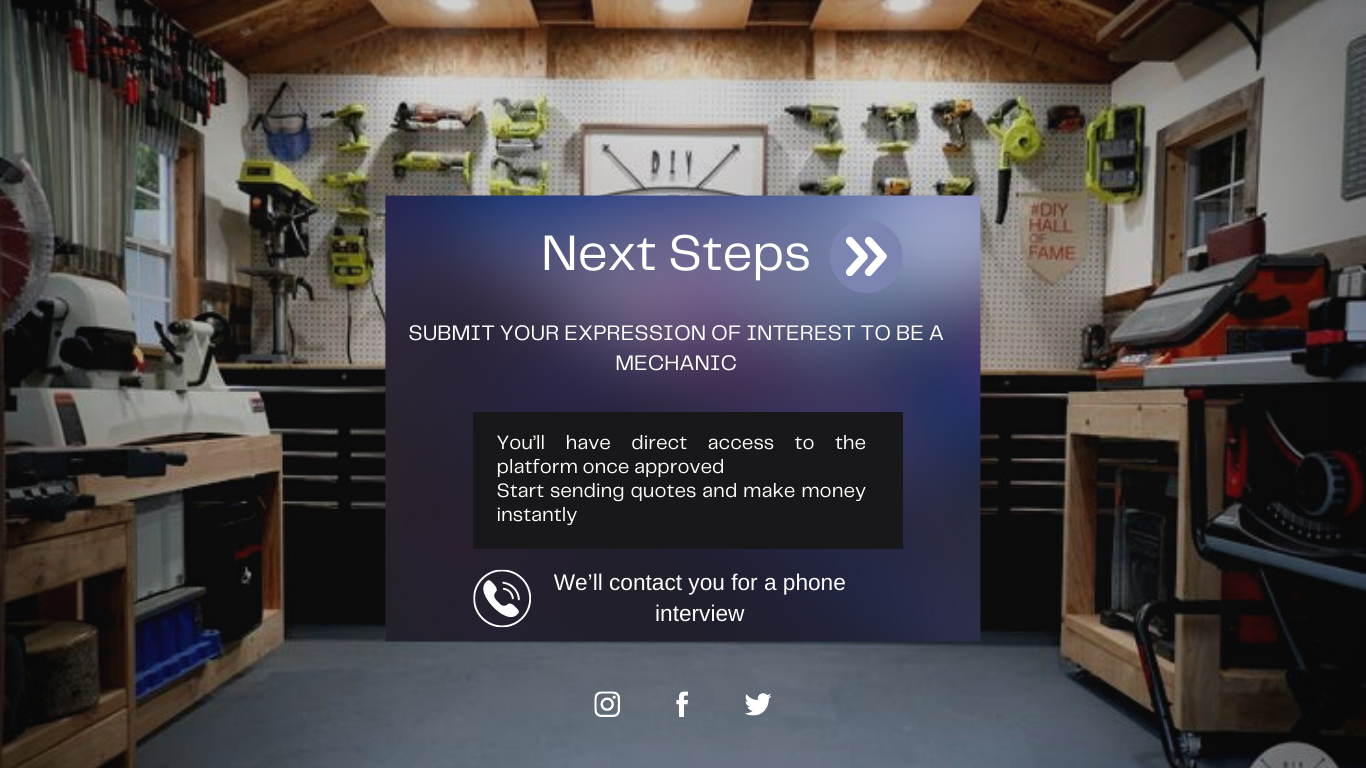 DIY
#DIY
HALL
OF
FAME
Next Steps
SUBMIT YOUR EXPRESSION OF INTEREST TO BE A
MECHANIC
You’ll have direct access to the
platform once approved
Start sending quotes and make money
instantly
We’ll contact you for a phone
interview